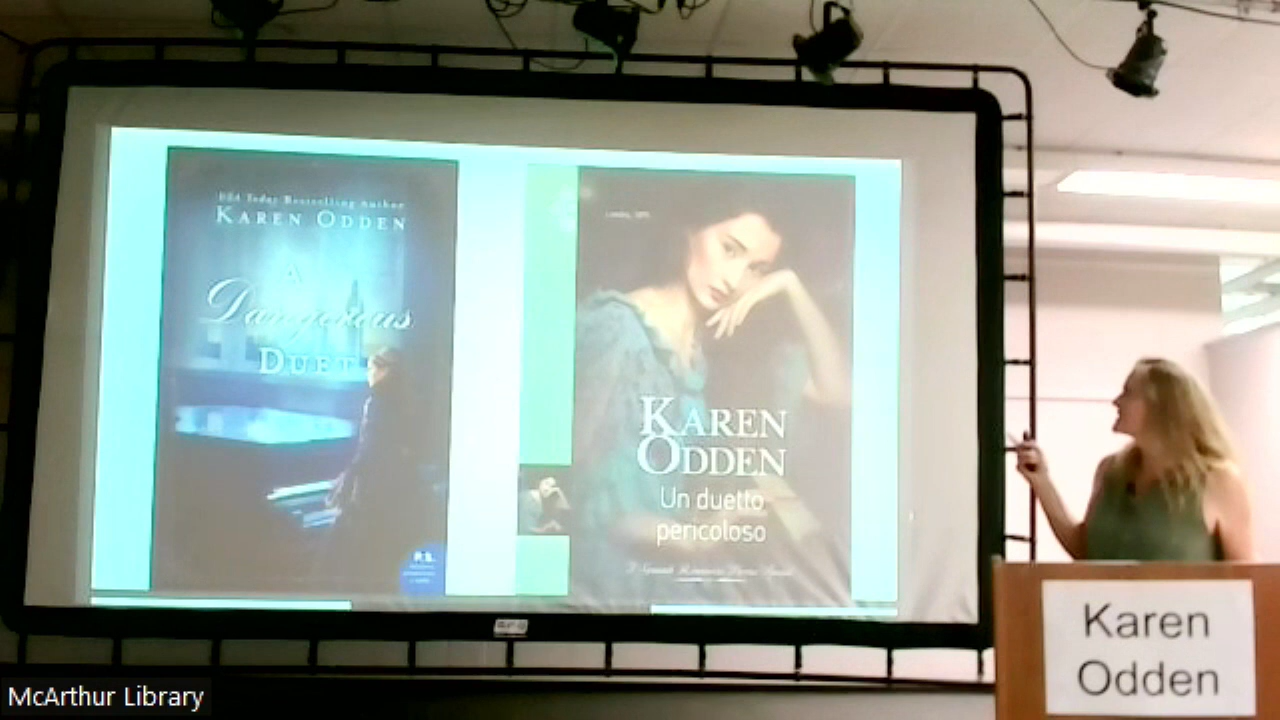 USA Today Bestselling Author
KAREN ODDEN
A
Dangerous
DUET
P.S.
KAREN
ODDEN
Un duetto
pericoloso
Karen
Odden
McArthur Library